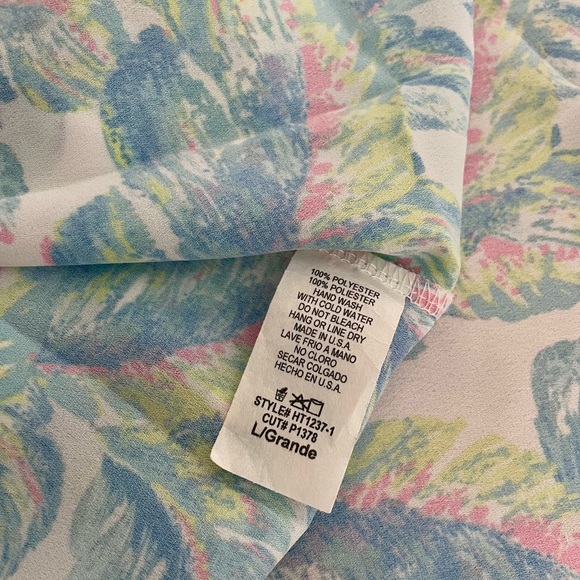 100% POLYESTER
100% POLIESTER
HAND WASH
WITH COLD WATER
DO NOT BLEACH
HANG OR LINE DRY
MADE IN U.S.A.
LAVE FRIO A MANO
NO CLORO
SECAR COLGADO
HECHO EN U.S.A.
STYLE# HT1237-1
CUT# P1378
L/Grande